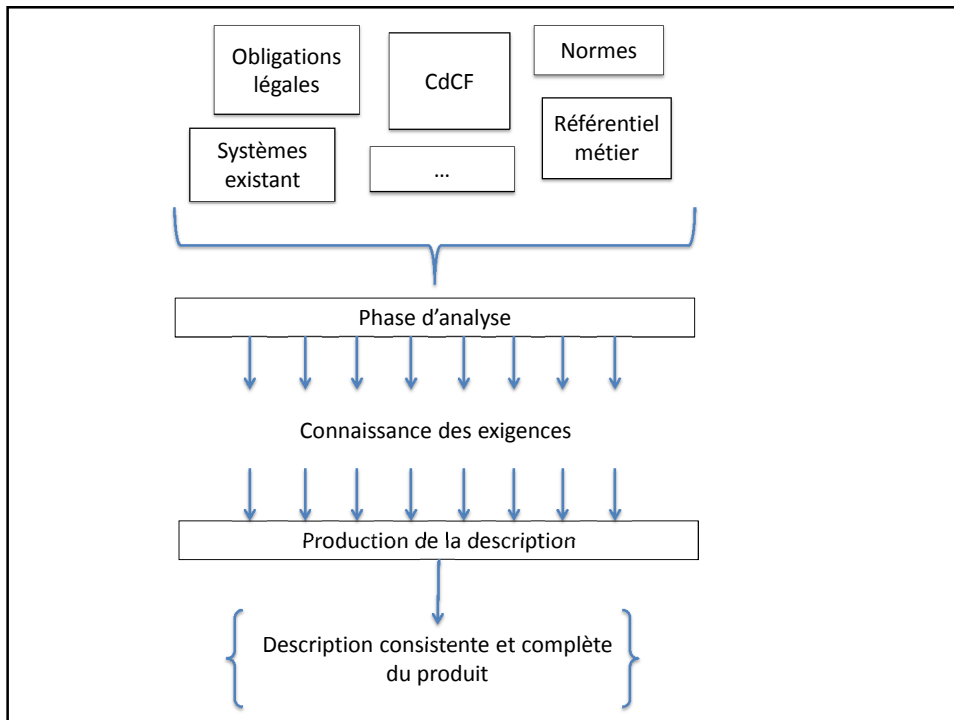 Obligations
légales
CdCF
Normes
Systèmes
existant
...
Référentiel
métier
Phase d'analyse
Connaissance des exigences
Production de la description
Description consistente et complète
du produit